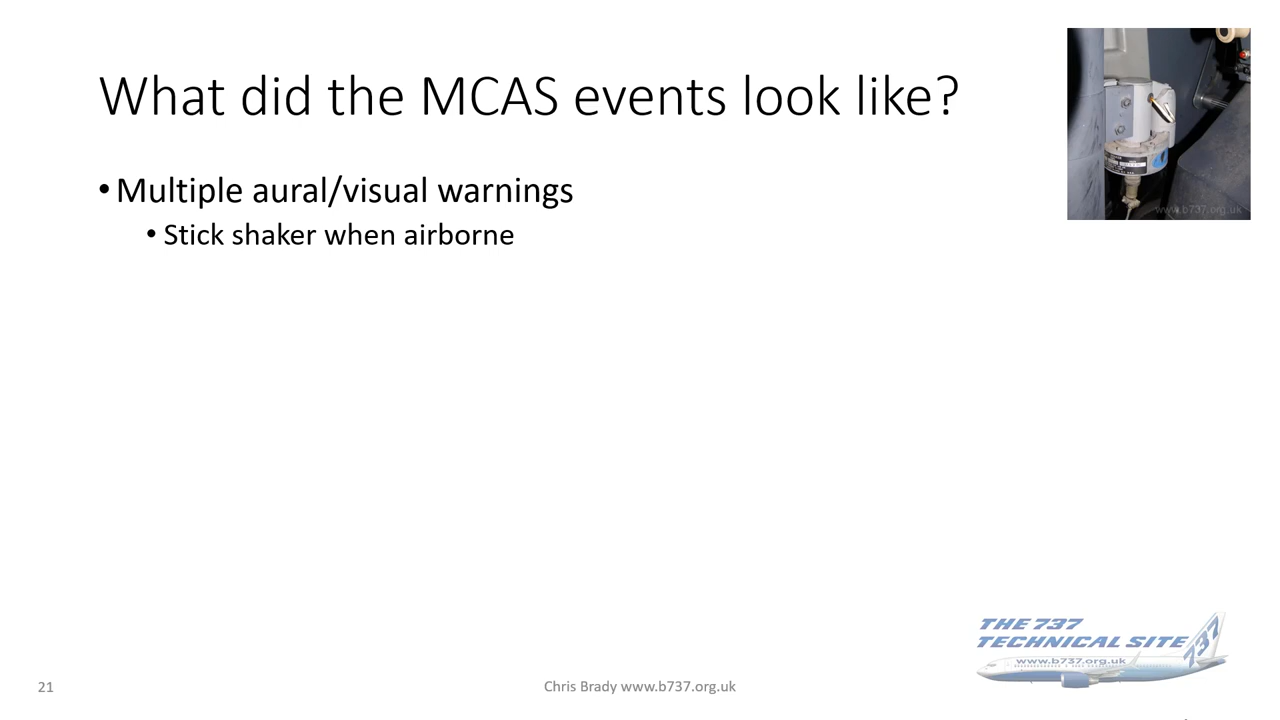 What did the MCAS events look like?
• Multiple aural/visual warnings
• Stick shaker when airborne
www.b737.org.uk
THE 737
TECHNICAL SITE
737
www.b737.org.uk
21
Chris Brady www.b737.org.uk